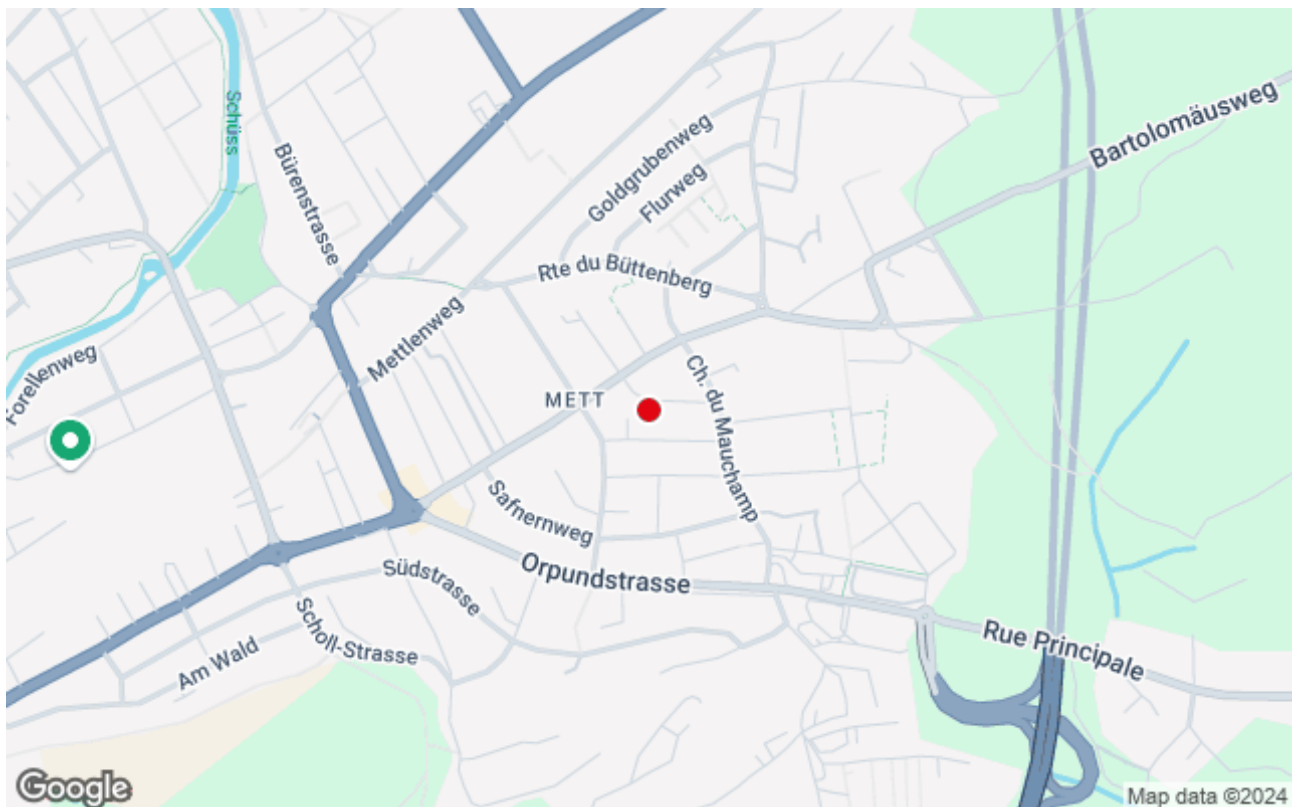 Schüss
Bürenstrasse
Goldgrubenweg
Flurweg
Bartolomäusweg
Rte du Büttenberg
Mettlenweg
Forellenweg
METT
Ch. du Mauchamp
Safnernweg
Orpundstrasse
Südstrasse
Scholl-Strasse
Am Wald
Rue Principale
Google
Map data ©2024